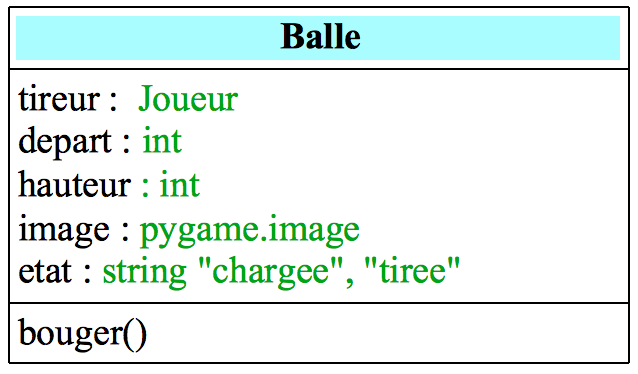 Balle
tireur : Joueur
depart : int
hauteur : int
image : pygame.image
etat : string "chargee", "tiree"
bouger()